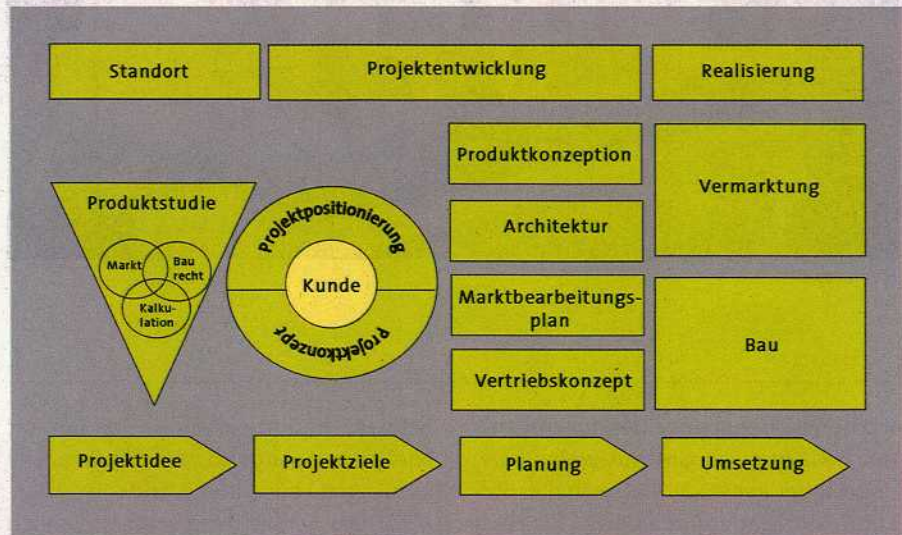 Standort
Projektentwicklung
Realisierung
Produktstudie
Markt
Bau
recht
Kalku-
lation
Projektpositionierung
Kunde
Projektkonzept
Produktkonzeption
Architektur
Marktbearbeitungs-
plan
Vertriebskonzept
Vermarktung
Bau
Projektidee
Projektziele
Planung
Umsetzung